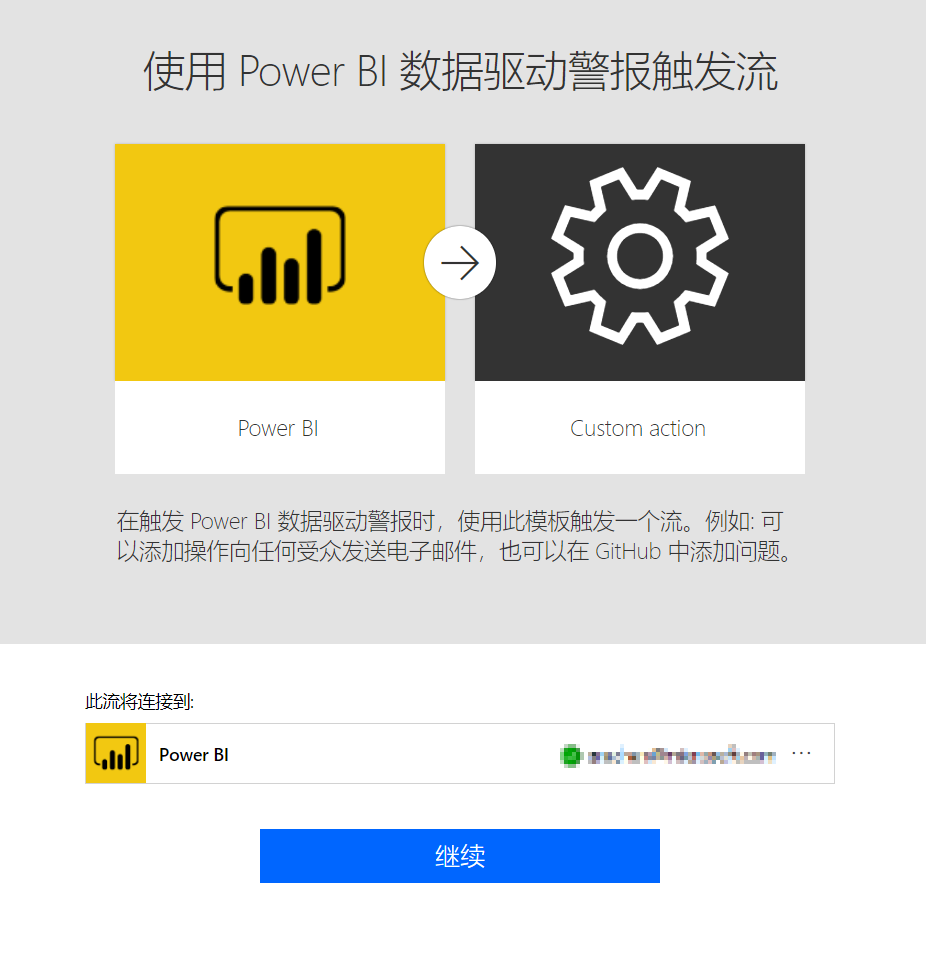 使用 Power BI 数据驱动警报触发流
Power BI
Custom action
在触发 Power BI 数据驱动警报时，使用此模板触发一个流。例如: 可
以添加操作向任何受众发送电子邮件，也可以在 GitHub 中添加问题。
此流将连接到:
Power BI
···
继续